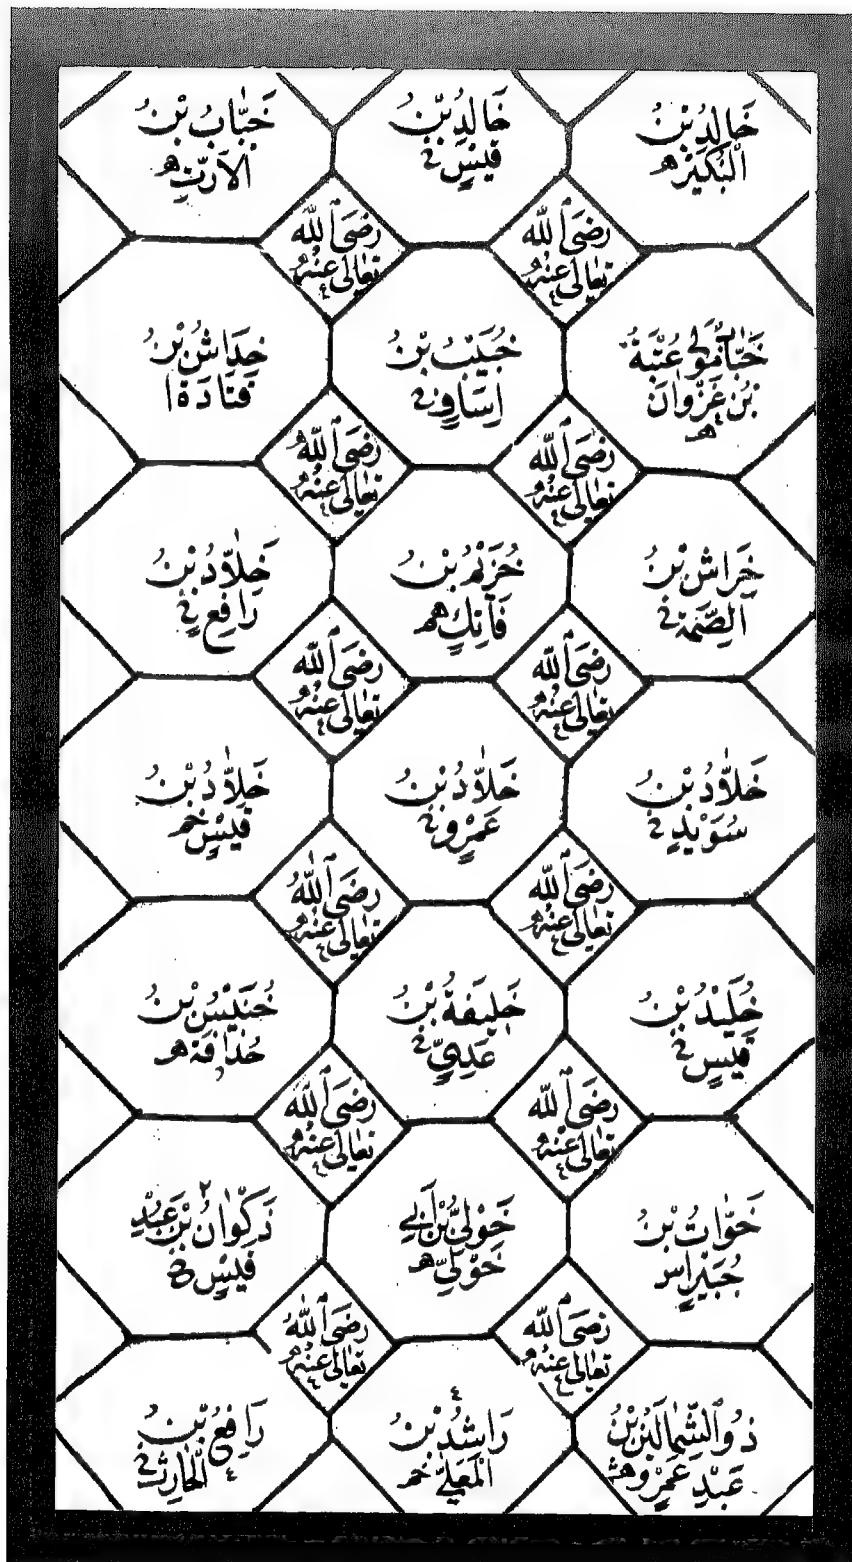 خَالِدُ بْنُ
الْبُكَيْرِ ه
خَالِدُ بْنُ
قَيْسٍ خ
خَبَّابُ بْنُ
الْاَرَتِّ ه
رَضِیَ اللّٰہُ
تَعَالٰی عَنْہُ
رَضِیَ اللّٰہُ
تَعَالٰی عَنْہُ
خَبَّابٌ مَوْلٰی عُتْبَةَ
بْنِ غَزْوَانَ
ه
خُبَيْبُ بْنُ
اِسَافٍ خ
خِدَاشُ بْنُ
قَتَادَةَ ا
رَضِیَ اللّٰہُ
تَعَالٰی عَنْہُ
رَضِیَ اللّٰہُ
تَعَالٰی عَنْہُ
خِرَاشُ بْنُ
الصِّمَّةِ خ
خُرَيْمُ بْنُ
فَاتِكٍ ه
خَلَّادُ بْنُ
رَافِعٍ خ
رَضِیَ اللّٰہُ
تَعَالٰی عَنْہُ
رَضِیَ اللّٰہُ
تَعَالٰی عَنْہُ
خَلَّادُ بْنُ
سُوَيْدٍ خ
خَلَّادُ بْنُ
عَمْرٍو خ
خَلَّادُ بْنُ
قَيْسٍ خ
رَضِیَ اللّٰہُ
تَعَالٰی عَنْہُ
رَضِیَ اللّٰہُ
تَعَالٰی عَنْہُ
خُلَيْدُ بْنُ
قَيْسٍ خ
خَلِيفَةُ بْنُ
عَدِيٍّ خ
خُنَيْسُ بْنُ
حُذَافَةَ ه
رَضِیَ اللّٰہُ
تَعَالٰی عَنْہُ
رَضِیَ اللّٰہُ
تَعَالٰی عَنْہُ
خَوَّاتُ بْنُ
جُبَيْرٍ اس
خَوْلِيُّ بْنُ اَبِي
خَوْلِيٍّ ه
ذَكْوَانُ بْنُ عَبْدِ
قَيْسٍ
رَضِیَ اللّٰہُ
تَعَالٰی عَنْہُ
رَضِیَ اللّٰہُ
تَعَالٰی عَنْہُ
ذُو الشِّمَالَيْنِ بْنُ
عَبْدِ عَمْرٍو
رَاشِدُ بْنُ
الْمُعَلّٰى خ
رَافِعُ بْنُ
الْحَارِثِ خ